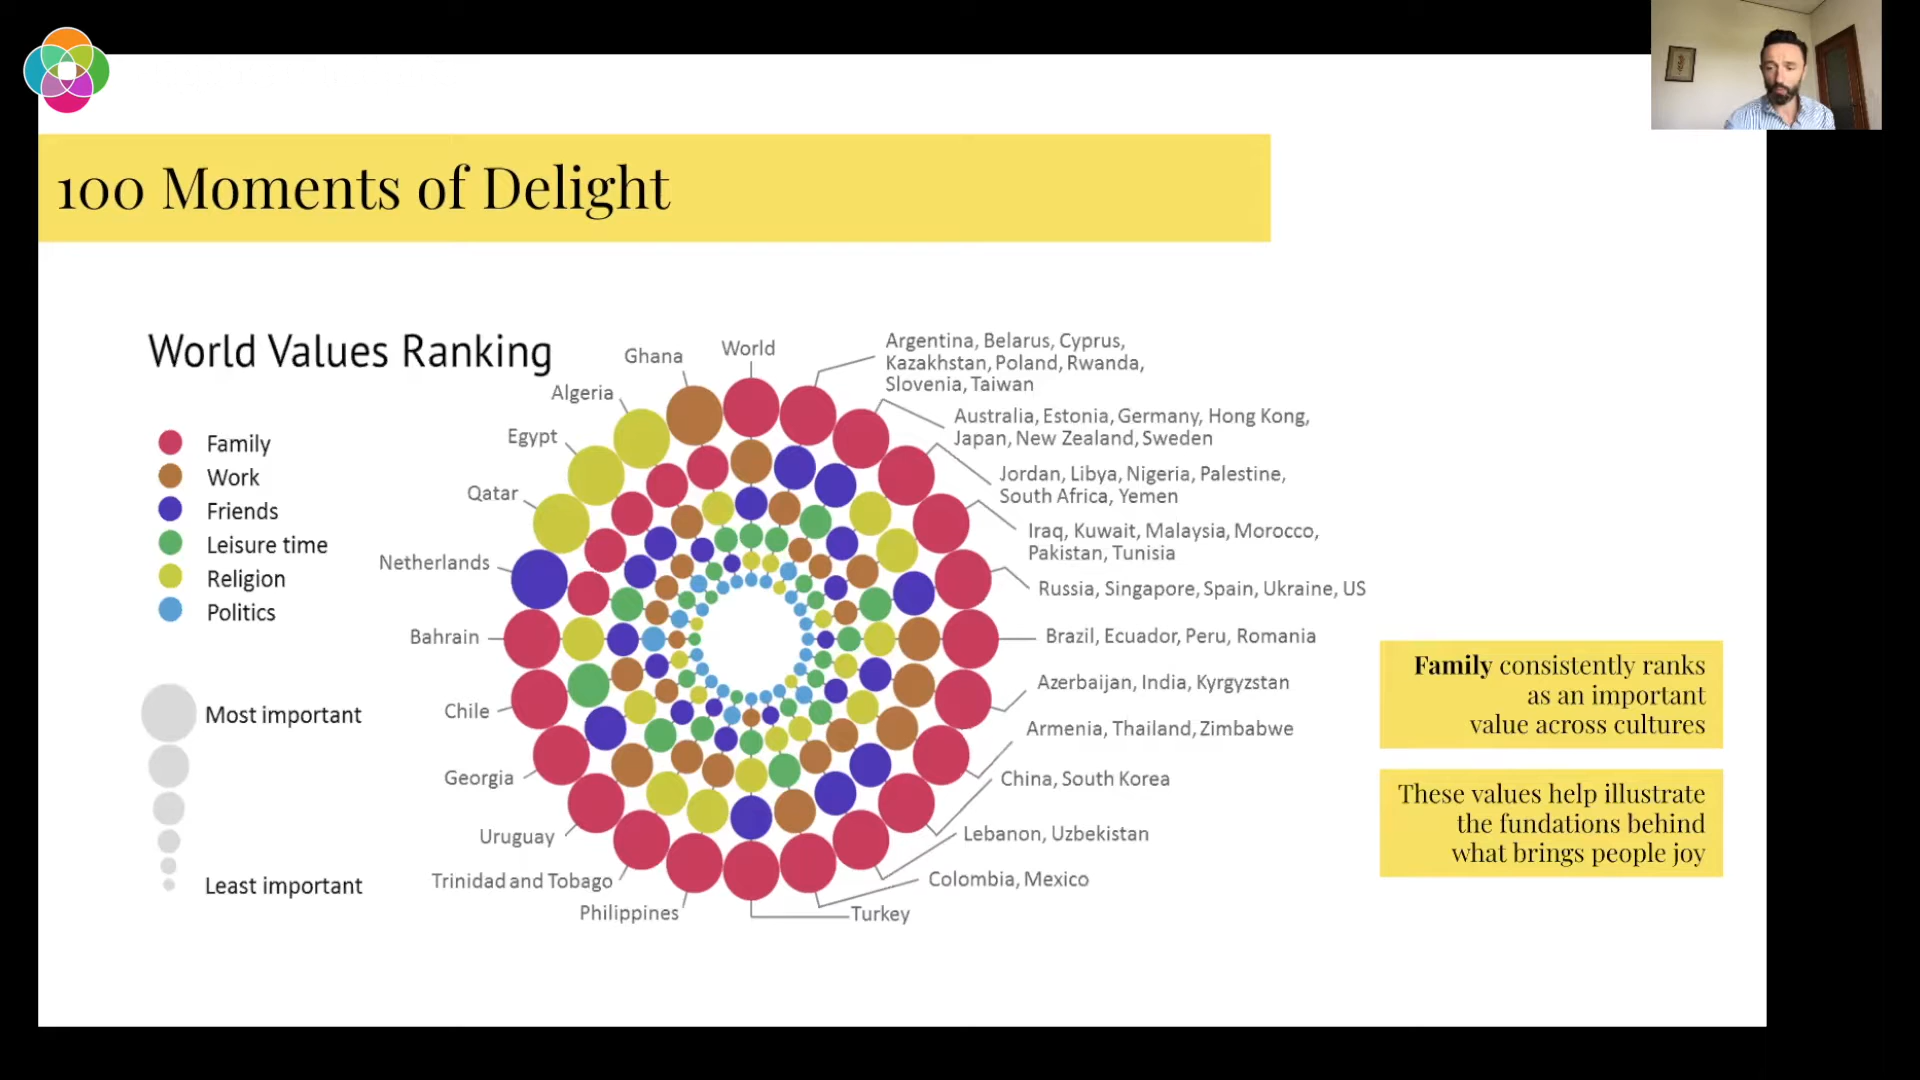 100 Moments of Delight
World Values Ranking
Family
Work
Friends
Leisure time
Religion
Politics
Most important
Least important
World
Argentina, Belarus, Cyprus,
Kazakhstan, Poland, Rwanda,
Slovenia, Taiwan
Australia, Estonia, Germany, Hong Kong,
Japan, New Zealand, Sweden
Jordan, Libya, Nigeria, Palestine,
South Africa, Yemen
Iraq, Kuwait, Malaysia, Morocco,
Pakistan, Tunisia
Russia, Singapore, Spain, Ukraine, US
Brazil, Ecuador, Peru, Romania
Azerbaijan, India, Kyrgyzstan
Armenia, Thailand, Zimbabwe
China, South Korea
Lebanon, Uzbekistan
Colombia, Mexico
Turkey
Philippines
Trinidad and Tobago
Uruguay
Georgia
Chile
Bahrain
Netherlands
Qatar
Egypt
Algeria
Ghana
Family consistently ranks
as an important
value across cultures
These values help illustrate
the fundations behind
what brings people joy